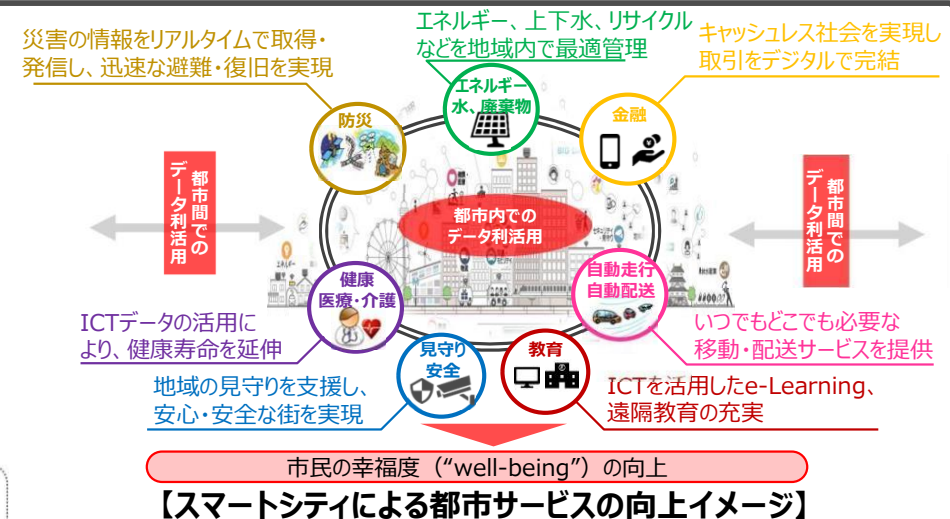 エネルギー、上下水、リサイクル
などを地域内で最適管理
災害の情報をリアルタイムで取得・
発信し、迅速な避難・復旧を実現
キャッシュレス社会を実現し
取引をデジタルで完結
エネルギー
水、廃棄物
防災
金融
都市間での
データ利活用
都市内での
データ利活用
都市間での
データ利活用
エネルギー
健康
医療・介護
自動走行
自動配送
ICTデータの活用に
より、健康寿命を延伸
いつでもどこでも必要な
移動・配送サービスを提供
見守り
安全
教育
地域の見守りを支援し、
安心・安全な街を実現
ICTを活用したe-Learning、
遠隔教育の充実
市民の幸福度（“well-being”）の向上
【スマートシティによる都市サービスの向上イメージ】